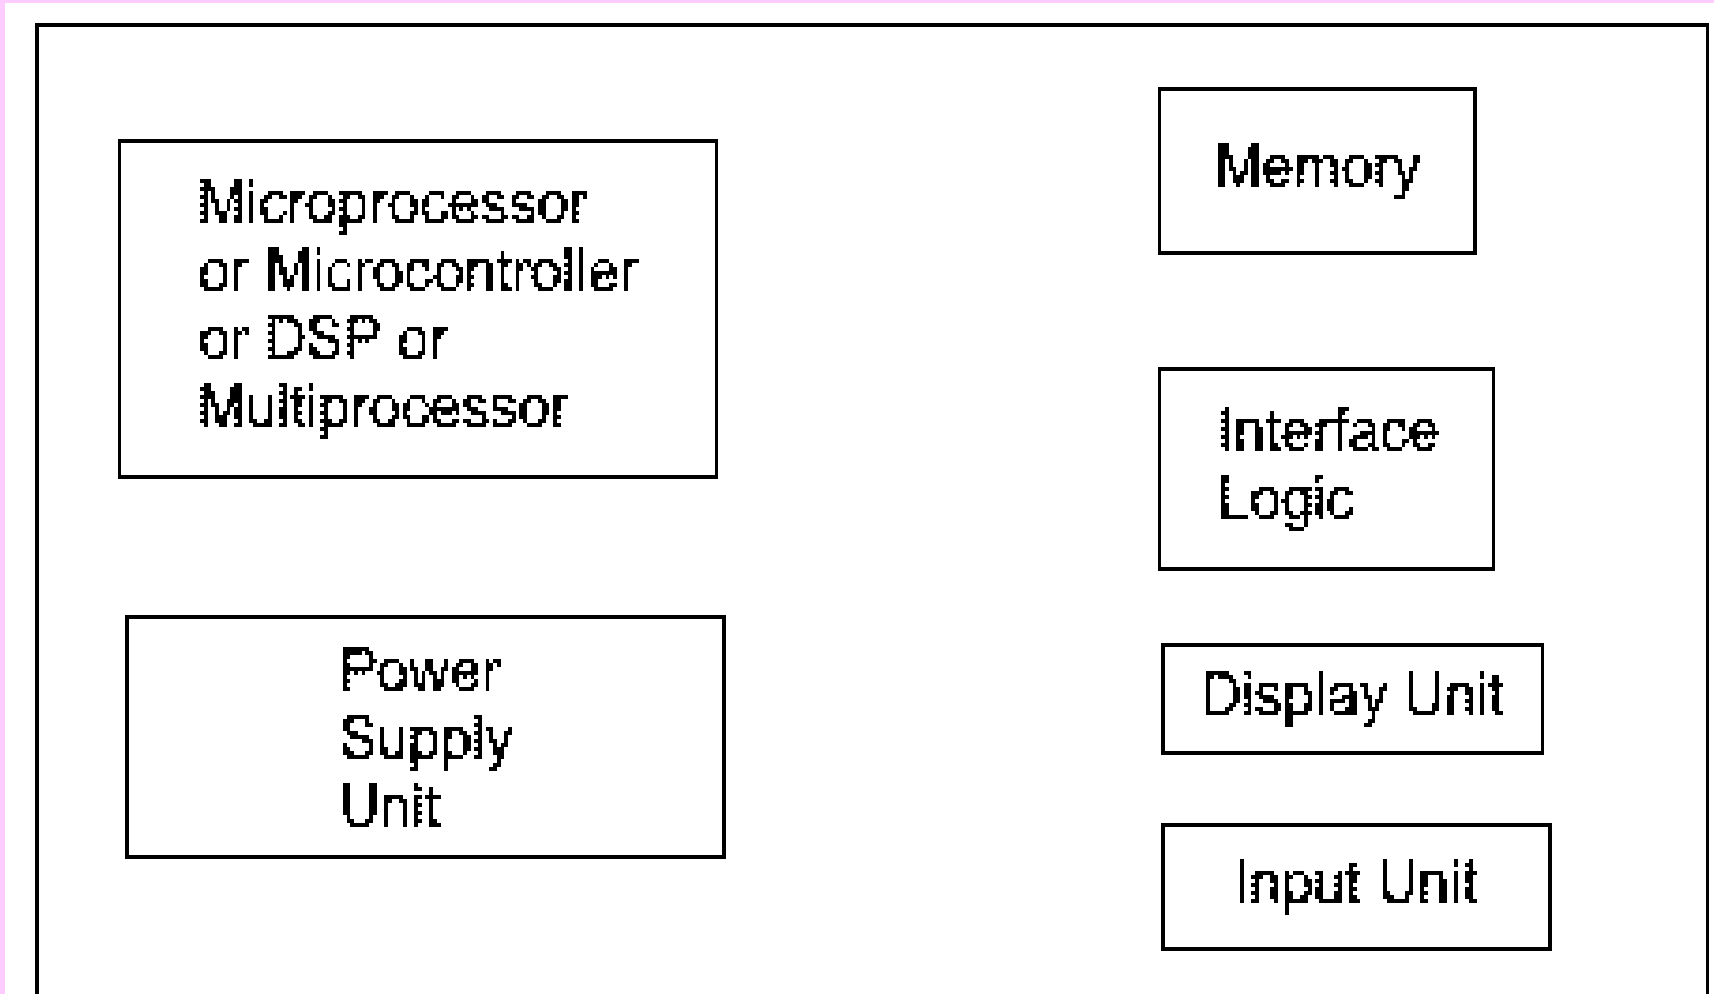 Microprocessor
or Microcontroller
or DSP or
Multiprocessor
Power
Supply
Unit
Memory
Interface
Logic
Display Unit
Input Unit